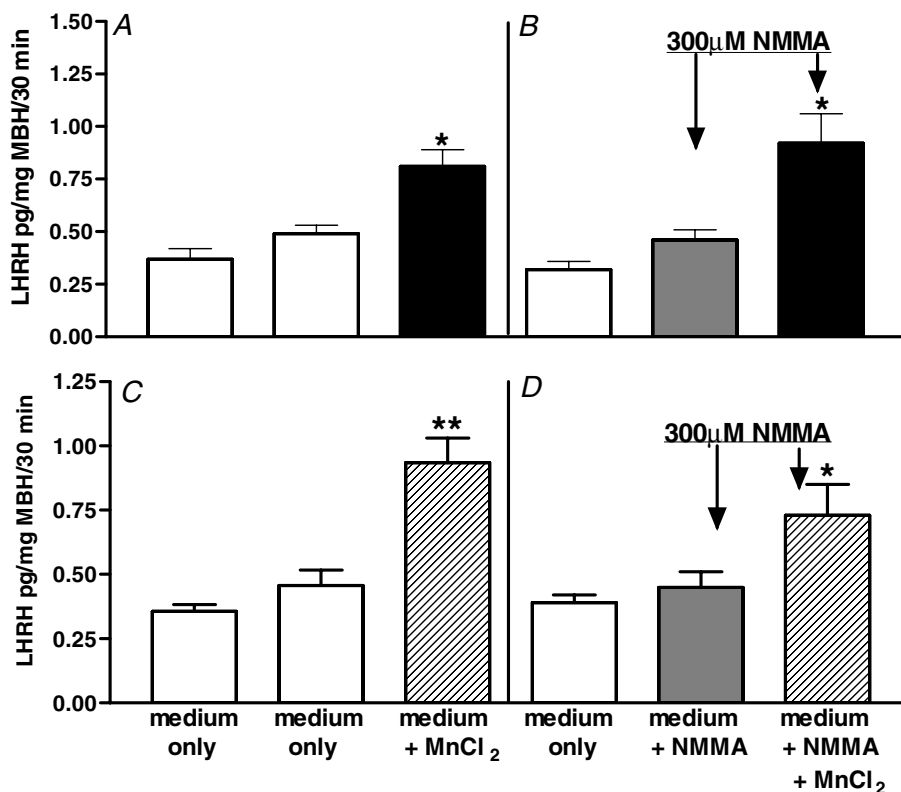 A
B
300µM NMMA
LHRH pg/mg MBH/30 min
1.50
1.25
1.00
0.75
0.50
0.25
0.00
*
*
C
D
300µM NMMA
LHRH pg/mg MBH/30 min
1.25
1.00
0.75
0.50
0.25
0.00
**
*
medium only
medium only
medium + MnCl₂
medium only
medium + NMMA
medium + NMMA + MnCl₂